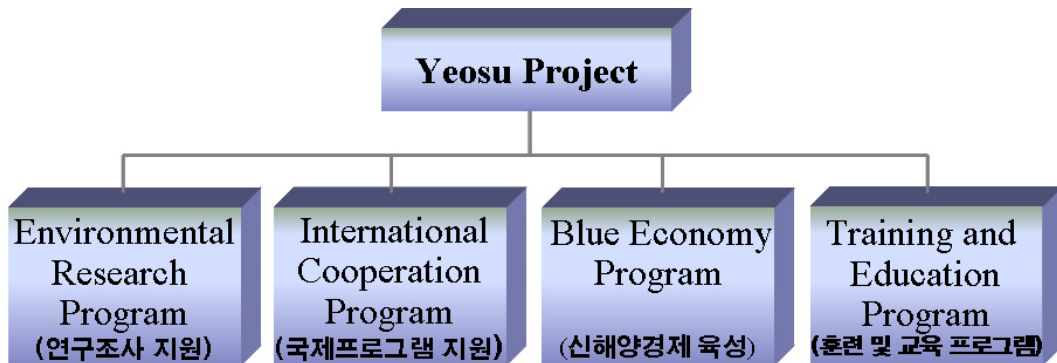 Yeosu Project
Environmental
Research
Program
(연구조사 지원)
International
Cooperation
Program
(국제프로그램 지원)
Blue Economy
Program
(신해양경제 육성)
Training and
Education
Program
(훈련 및 교육 프로그램)